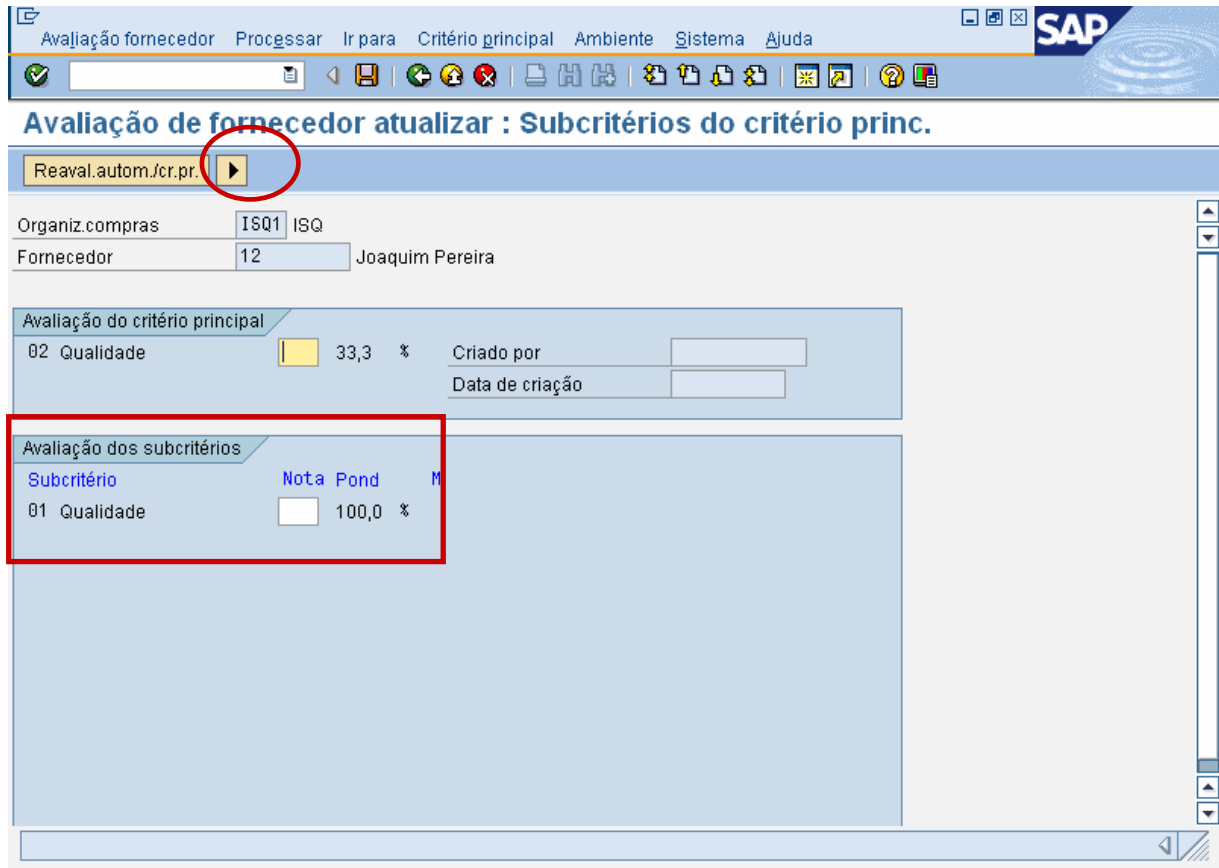 Avaliação fornecedor Processar Ir para Critério principal Ambiente Sistema Ajuda
SAP
Avaliação de fornecedor atualizar : Subcritérios do critério princ.
Reaval.autom./cr.pr.
Organiz.compras ISQ1 ISQ
Fornecedor 12 Joaquim Pereira
Avaliação do critério principal
02 Qualidade 33,3 % Criado por
Data de criação
Avaliação dos subcritérios
Subcritério Nota Pond M
01 Qualidade 100,0 %